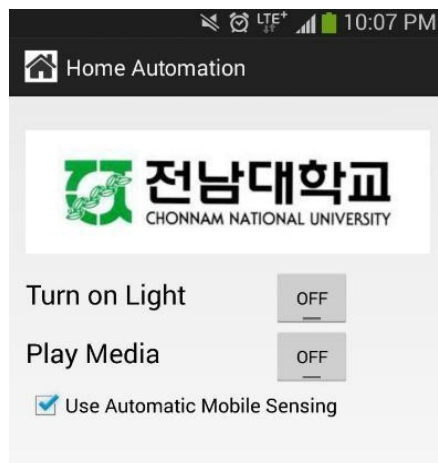 LTE+ 10:07 PM
Home Automation
전남대학교
CHONNAM NATIONAL UNIVERSITY
Turn on Light OFF
Play Media OFF
Use Automatic Mobile Sensing